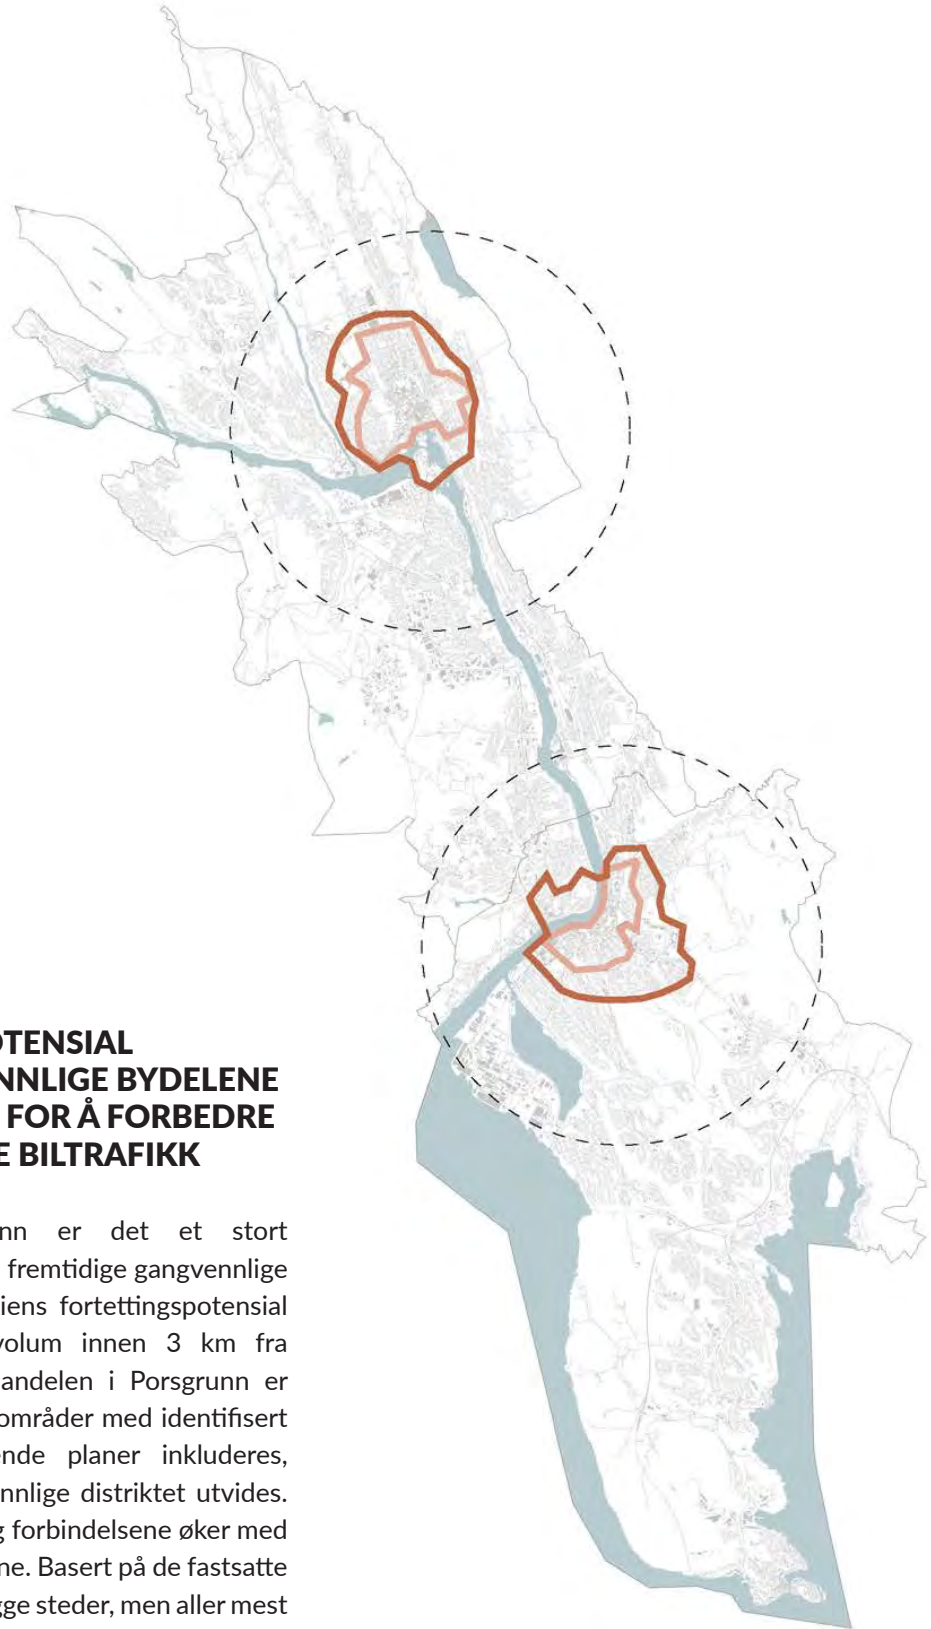 OTENSIAL
NNLIGE BYDELENE
FOR Å FORBEDRE
E BILTRAFIKK
nn er det et stort
fremtidige gangvennlige
iens fortettingspotensial
volum innen 3 km fra
andelen i Porsgrunn er
områder med identifisert
ende planer inkluderes,
nnlige distriktet utvides.
g forbindelsene øker med
ne. Basert på de fastsatte
gge steder, men aller mest